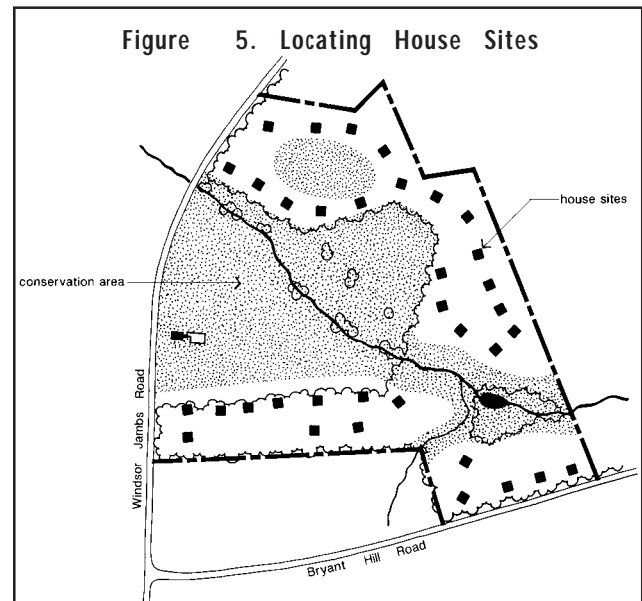 Figure 5. Locating House Sites
house sites
conservation area
Windsor Jambs Road
Bryant Hill Road